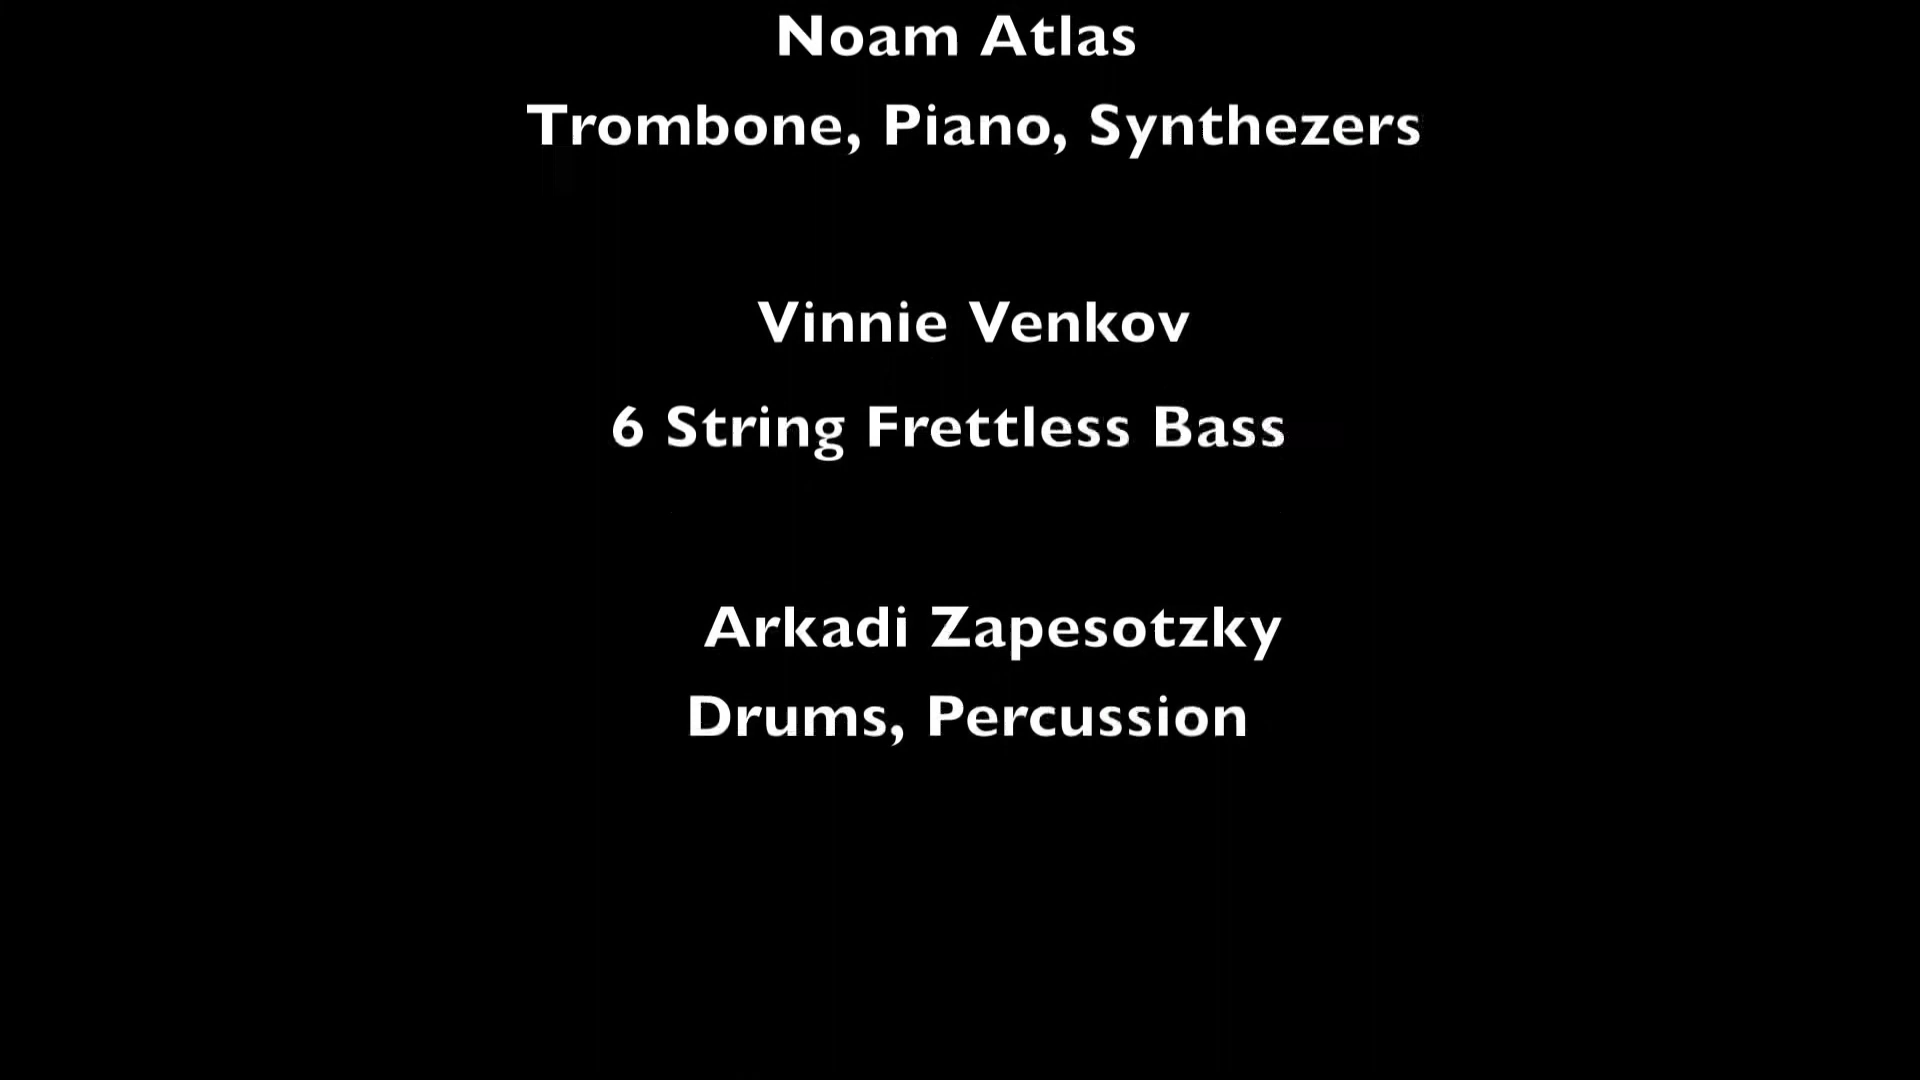 Noam Atlas
Trombone, Piano, Synthezers
Vinnie Venkov
6 String Frettless Bass
Arkadi Zapesotzky
Drums, Percussion